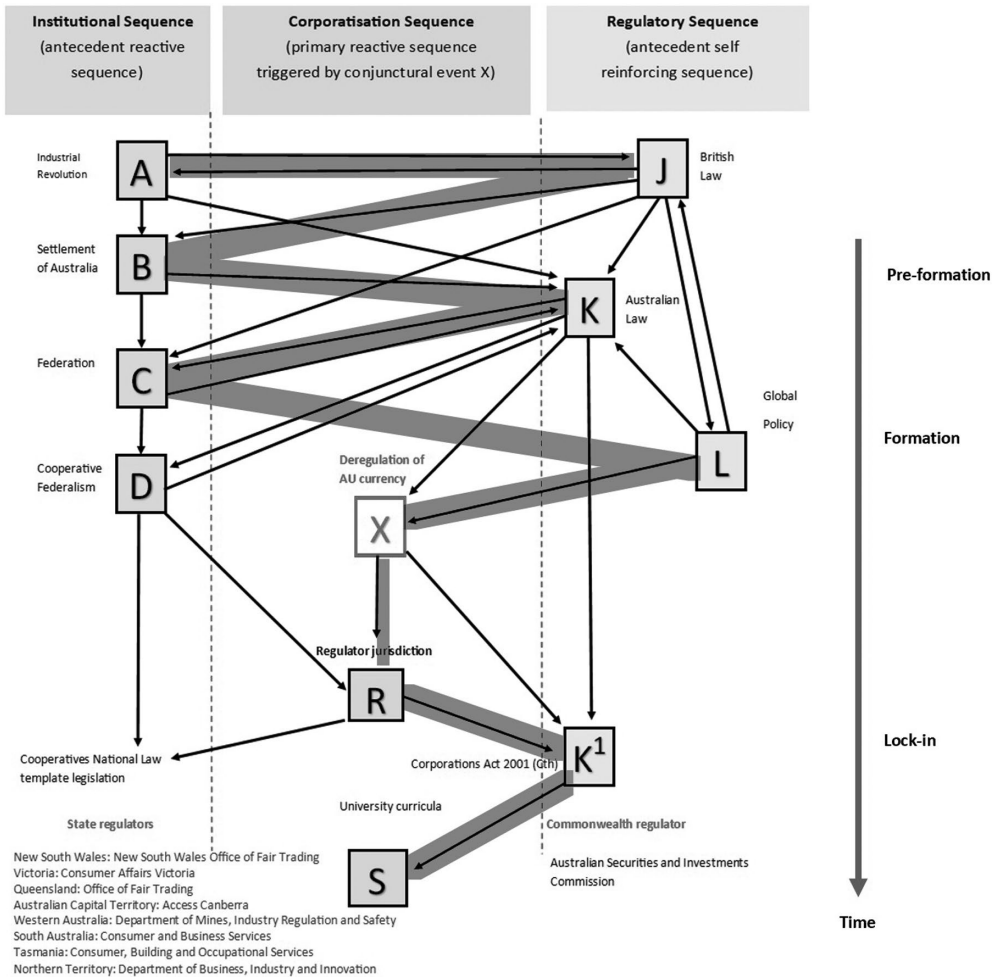 Institutional Sequence
(antecedent reactive
sequence)
Corporatisation Sequence
(primary reactive sequence
triggered by conjunctural event X)
Regulatory Sequence
(antecedent self
reinforcing sequence)
Industrial
Revolution
A
J
British
Law
Settlement
of Australia
B
K
Australian
Law
Pre-formation
Federation
C
Global
Policy
Formation
Cooperative
Federalism
D
Deregulation of
AU currency
L
X
Regulator jurisdiction
R
Lock-in
Cooperatives National Law
template legislation
Corporations Act 2001 (Cth)
K1
University curricula
State regulators
Commonwealth regulator
S
Australian Securities and Investments
Commission
New South Wales: New South Wales Office of Fair Trading
Victoria: Consumer Affairs Victoria
Queensland: Office of Fair Trading
Australian Capital Territory: Access Canberra
Western Australia: Department of Mines, Industry Regulation and Safety
South Australia: Consumer and Business Services
Tasmania: Consumer, Building and Occupational Services
Northern Territory: Department of Business, Industry and Innovation
Time